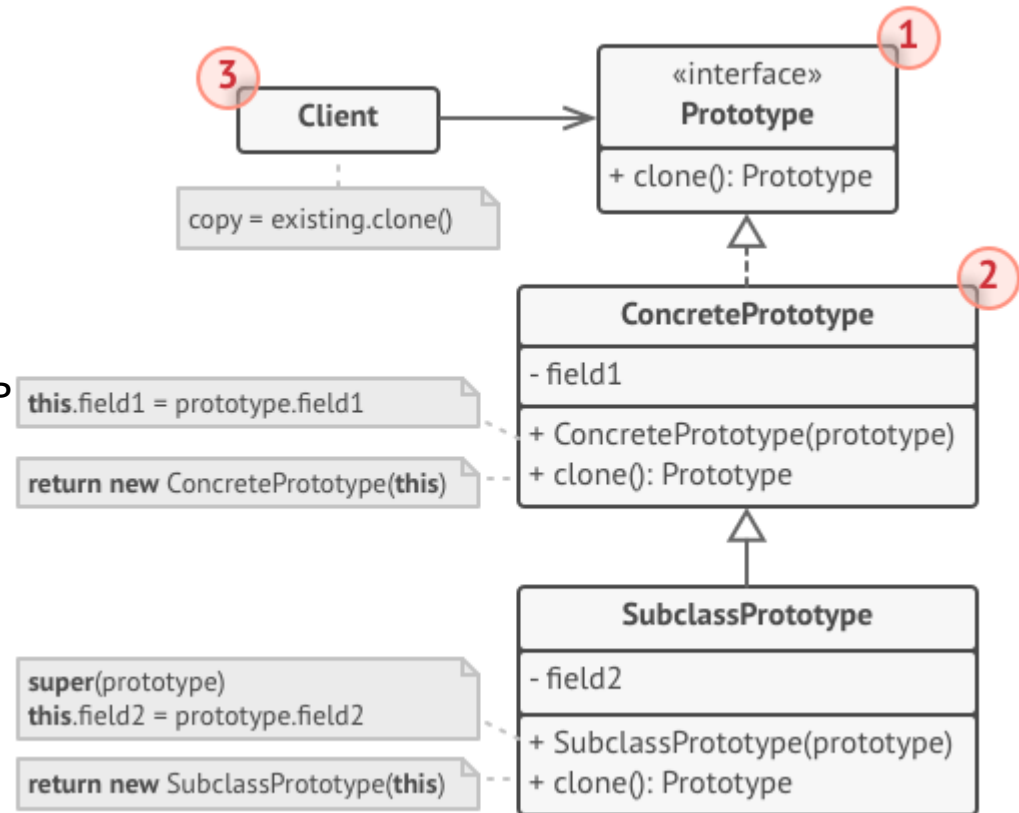 1
3
«interface»
Prototype
Client
+ clone(): Prototype
copy = existing.clone()
2
ConcretePrototype
- field1
this.field1 = prototype.field1
+ ConcretePrototype(prototype)
return new ConcretePrototype(this)
+ clone(): Prototype
SubclassPrototype
- field2
super(prototype)
this.field2 = prototype.field2
+ SubclassPrototype(prototype)
return new SubclassPrototype(this)
+ clone(): Prototype